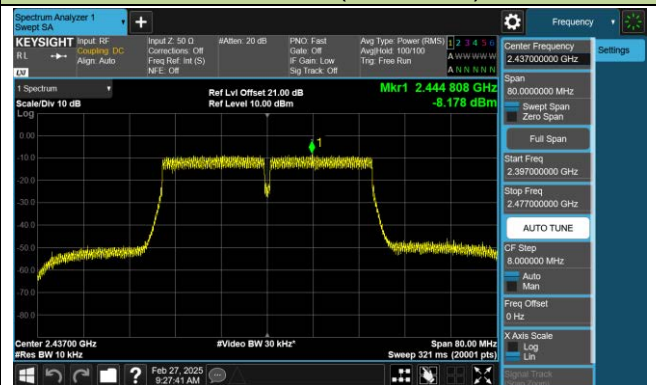 Spectrum Analyzer 1
Swept SA
Frequency
KEYSIGHT
RL
LXI
Input: RF
Coupling: DC
Align: Auto
Input Z: 50 Ω
Corrections: Off
Freq Ref: Int (S)
NFE: Off
#Atten: 20 dB
PNO: Fast
Gate: Off
IF Gain: Low
Sig Track: Off
Avg Type: Power (RMS)
Avg|Hold: 100/100
Trig: Free Run
1 2 3 4 5 6
A W W W W W
A N N N N N
1 Spectrum
Scale/Div 10 dB
Log
Ref Lvl Offset 21.00 dB
Ref Level 10.00 dBm
Mkr1 2.444 808 GHz
-8.178 dBm
1
0.00
-10.0
-20.0
-30.0
-40.0
-50.0
-60.0
-70.0
-80.0
Center 2.43700 GHz
#Res BW 10 kHz
#Video BW 30 kHz*
Span 80.00 MHz
Sweep 321 ms (20001 pts)
Feb 27, 2025
9:27:41 AM
Center Frequency
2.437000000 GHz
Span
80.0000000 MHz
Swept Span
Zero Span
Full Span
Start Freq
2.397000000 GHz
Stop Freq
2.477000000 GHz
AUTO TUNE
CF Step
8.000000 MHz
Auto
Man
Freq Offset
0 Hz
X Axis Scale
Log
Lin
Signal Track
Settings